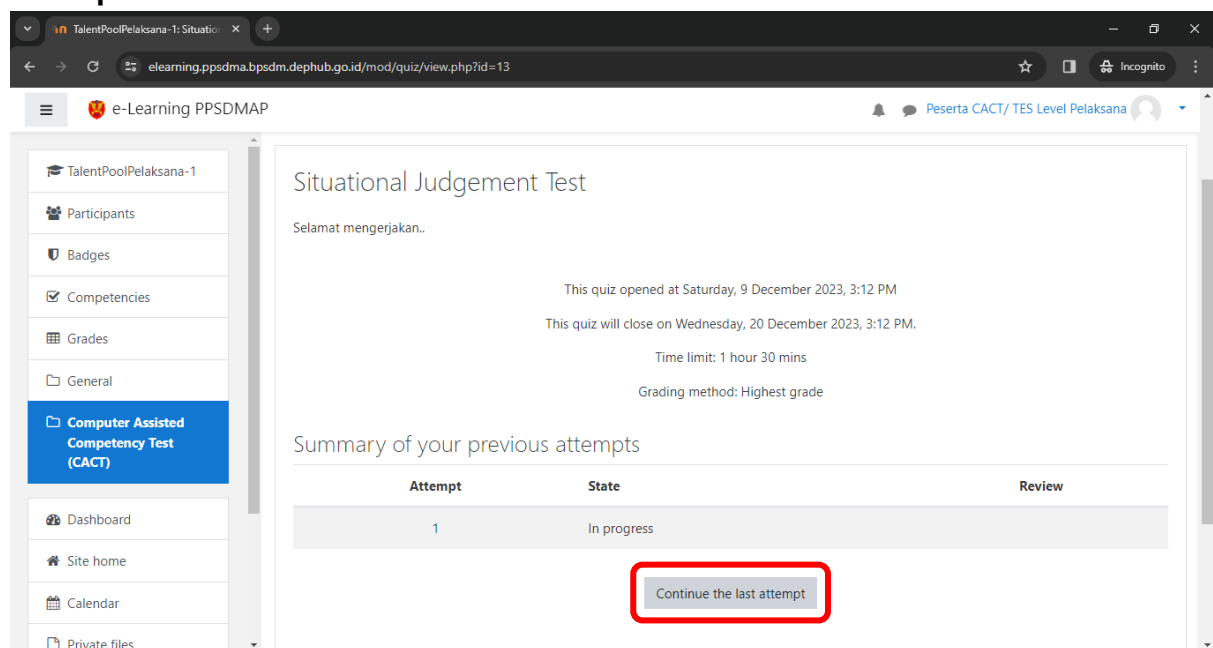 TalentPoolPelaksana-1: Situation
elearning.ppsdma.bpsdm.dephub.go.id/mod/quiz/view.php?id=13
Incognito
e-Learning PPSDMAP
Peserta CACT/ TES Level Pelaksana
TalentPoolPelaksana-1
Participants
Badges
Competencies
Grades
General
Computer Assisted
Competency Test
(CACT)
Dashboard
Site home
Calendar
Private files
Situational Judgement Test
Selamat mengerjakan..
This quiz opened at Saturday, 9 December 2023, 3:12 PM
This quiz will close on Wednesday, 20 December 2023, 3:12 PM.
Time limit: 1 hour 30 mins
Grading method: Highest grade
Summary of your previous attempts
Attempt State Review
1 In progress
Continue the last attempt